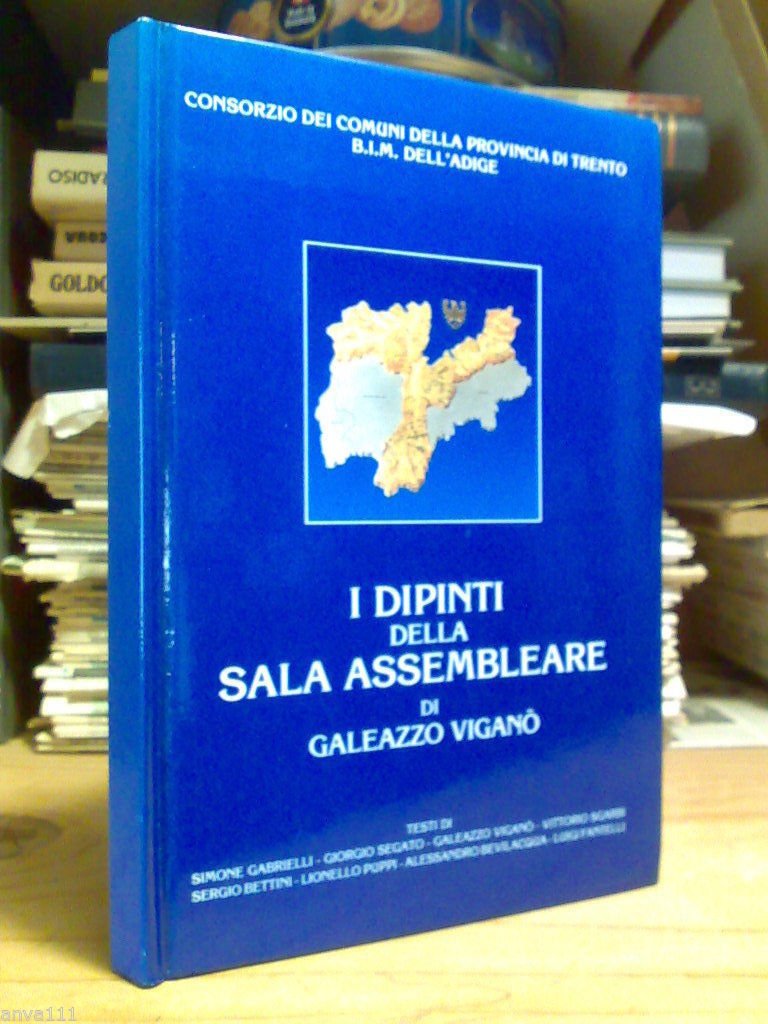 CONSORZIO DEI COMUNI DELLA PROVINCIA DI TRENTO
B.I.M. DELL'ADIGE
I DIPINTI
DELLA
SALA ASSEMBLEARE
DI
GALEAZZO VIGANÒ
TESTI DI
SIMONE GABRIELLI - GIORGIO SEGATO - GALEAZZO VIGANÒ - VITTORIO SGARBI
SERGIO BETTINI - LIONELLO PUPPI - ALESSANDRO BEVILACQUA - LUIGI FANTELLI
GOLDO
anva111